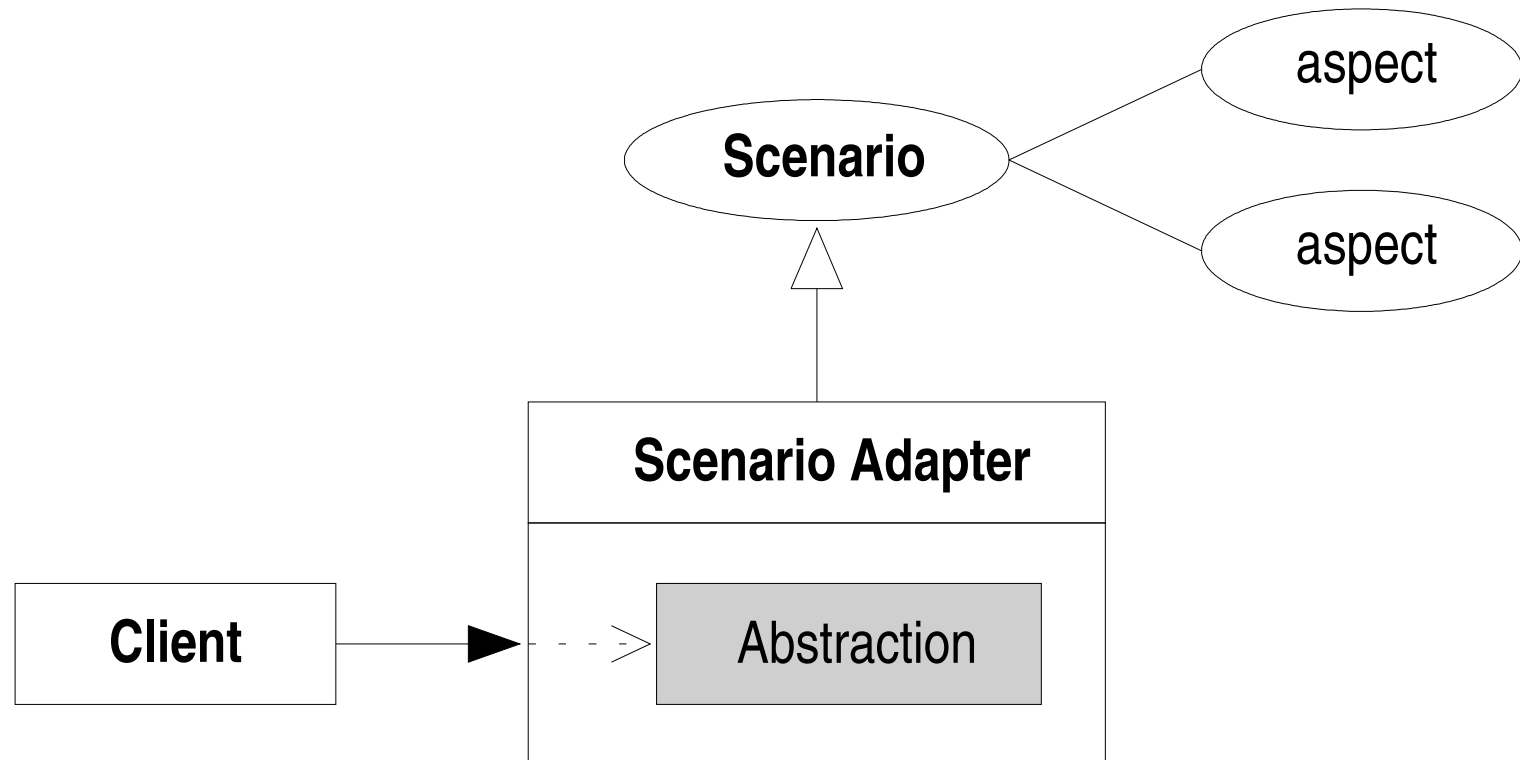 aspect
Scenario
aspect
Scenario Adapter
Client
Abstraction